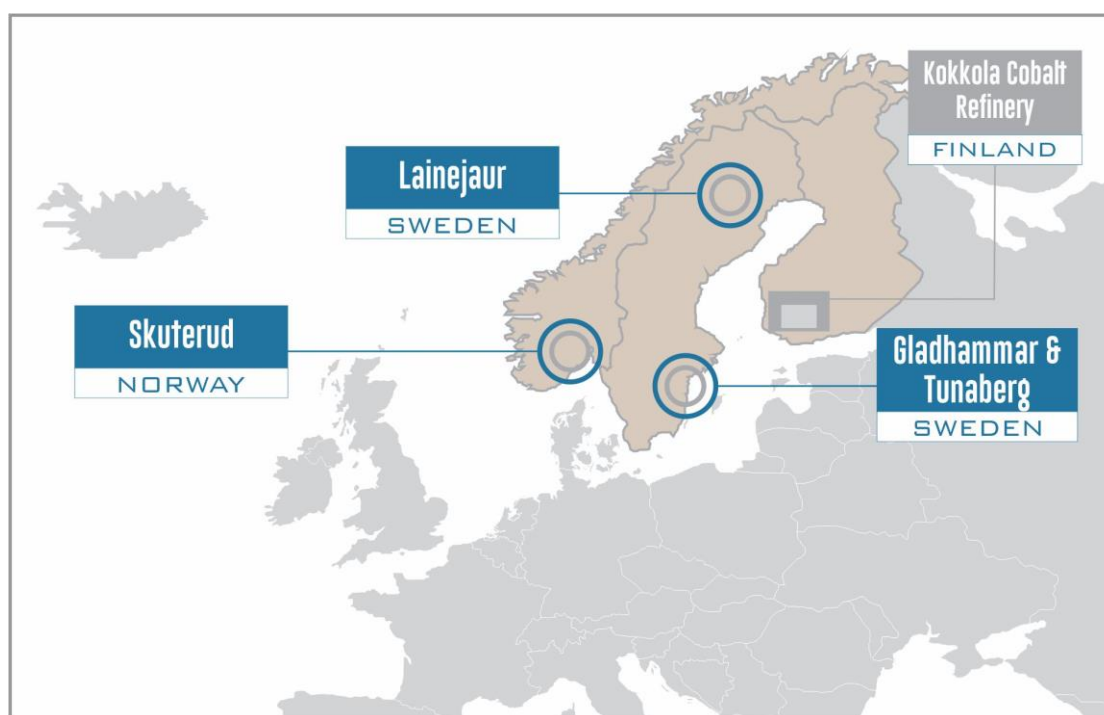 Kokkola Cobalt
Refinery
FINLAND
Lainejaur
SWEDEN
Skuterud
NORWAY
Gladhammar &
Tunaberg
SWEDEN